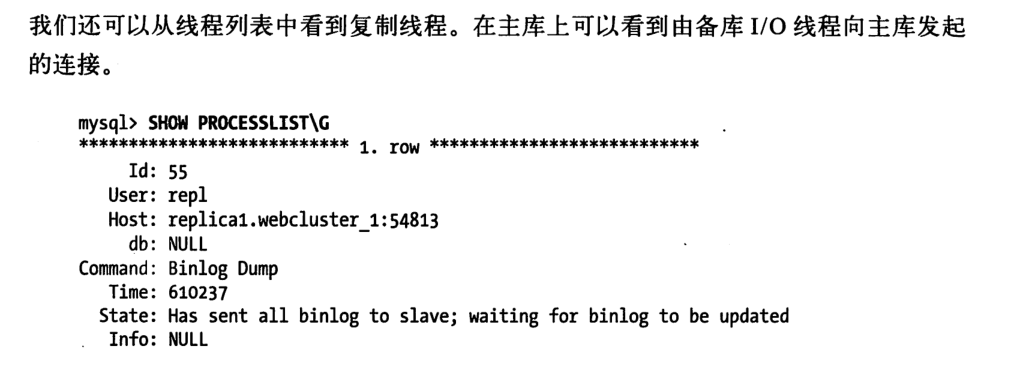 我们还可以从线程列表中看到复制线程。在主库上可以看到由备库 I/O 线程向主库发起
的连接。
mysql> SHOW PROCESSLIST\G
*************************** 1. row ***************************
Id: 55
User: repl
Host: replica1.webcluster_1:54813
db: NULL
Command: Binlog Dump
Time: 610237
State: Has sent all binlog to slave; waiting for binlog to be updated
Info: NULL